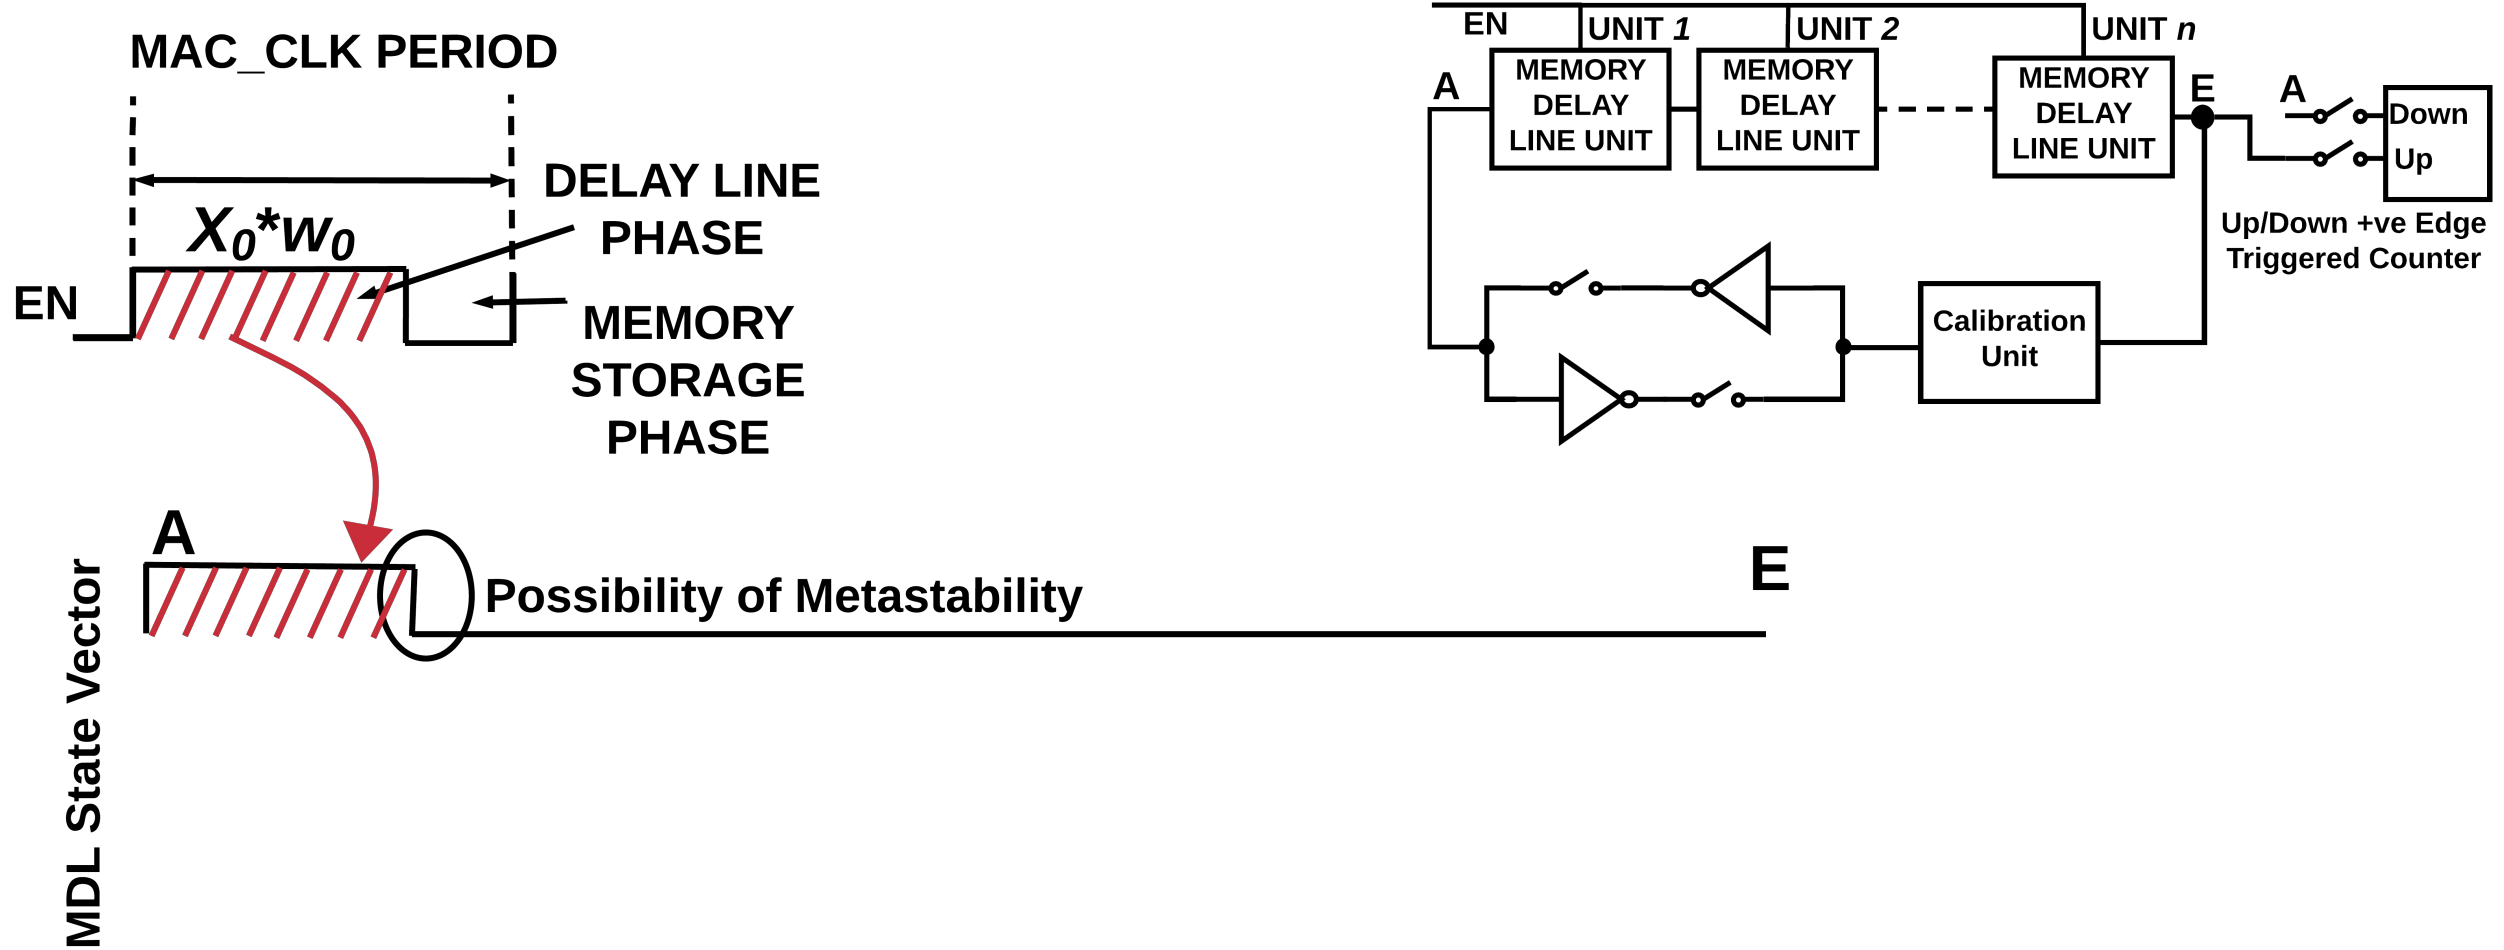 MAC_CLK PERIOD
DELAY LINE
PHASE
X₀*w₀
EN
MEMORY
STORAGE
PHASE
A
Possibility of Metastability
E
MDL State Vector
EN
UNIT 1
UNIT 2
UNIT n
A
MEMORY
DELAY
LINE UNIT
MEMORY
DELAY
LINE UNIT
MEMORY
DELAY
LINE UNIT
E
A
Down
Up
Up/Down +ve Edge
Triggered Counter
Calibration
Unit